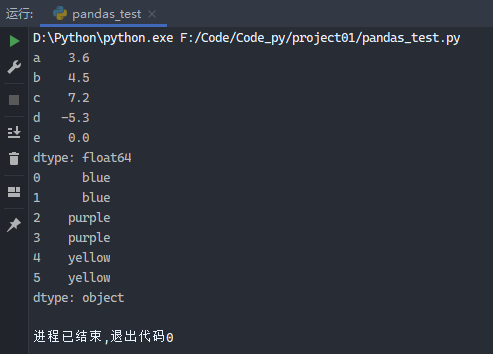 运行: pandas_test
D:\Python\python.exe F:/Code/Code_py/project01/pandas_test.py
a    3.6
b    4.5
c    7.2
d   -5.3
e    0.0
dtype: float64
0      blue
1      blue
2    purple
3    purple
4    yellow
5    yellow
dtype: object
进程已结束,退出代码0